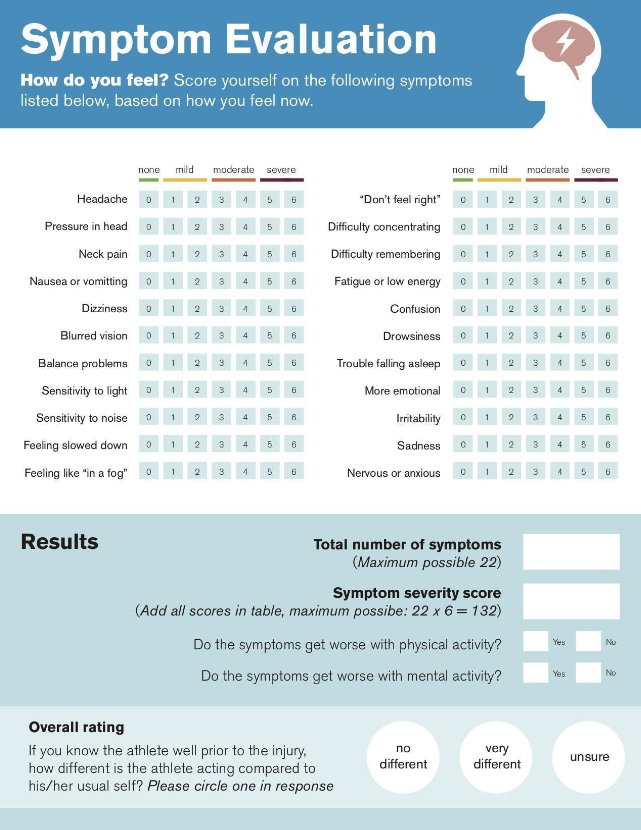 Symptom Evaluation
How do you feel? Score yourself on the following symptoms
listed below, based on how you feel now.
none mild moderate severe
Headache 0 1 2 3 4 5 6
Pressure in head 0 1 2 3 4 5 6
Neck pain 0 1 2 3 4 5 6
Nausea or vomitting 0 1 2 3 4 5 6
Dizziness 0 1 2 3 4 5 6
Blurred vision 0 1 2 3 4 5 6
Balance problems 0 1 2 3 4 5 6
Sensitivity to light 0 1 2 3 4 5 6
Sensitivity to noise 0 1 2 3 4 5 6
Feeling slowed down 0 1 2 3 4 5 6
Feeling like “in a fog” 0 1 2 3 4 5 6
none mild moderate severe
“Don’t feel right” 0 1 2 3 4 5 6
Difficulty concentrating 0 1 2 3 4 5 6
Difficulty remembering 0 1 2 3 4 5 6
Fatigue or low energy 0 1 2 3 4 5 6
Confusion 0 1 2 3 4 5 6
Drowsiness 0 1 2 3 4 5 6
Trouble falling asleep 0 1 2 3 4 5 6
More emotional 0 1 2 3 4 5 6
Irritability 0 1 2 3 4 5 6
Sadness 0 1 2 3 4 5 6
Nervous or anxious 0 1 2 3 4 5 6
Results
Total number of symptoms
(Maximum possible 22)
Symptom severity score
(Add all scores in table, maximum possibe: 22 x 6 = 132)
Do the symptoms get worse with physical activity? Yes No
Do the symptoms get worse with mental activity? Yes No
Overall rating
If you know the athlete well prior to the injury,
how different is the athlete acting compared to
his/her usual self? Please circle one in response
no
different
very
different
unsure